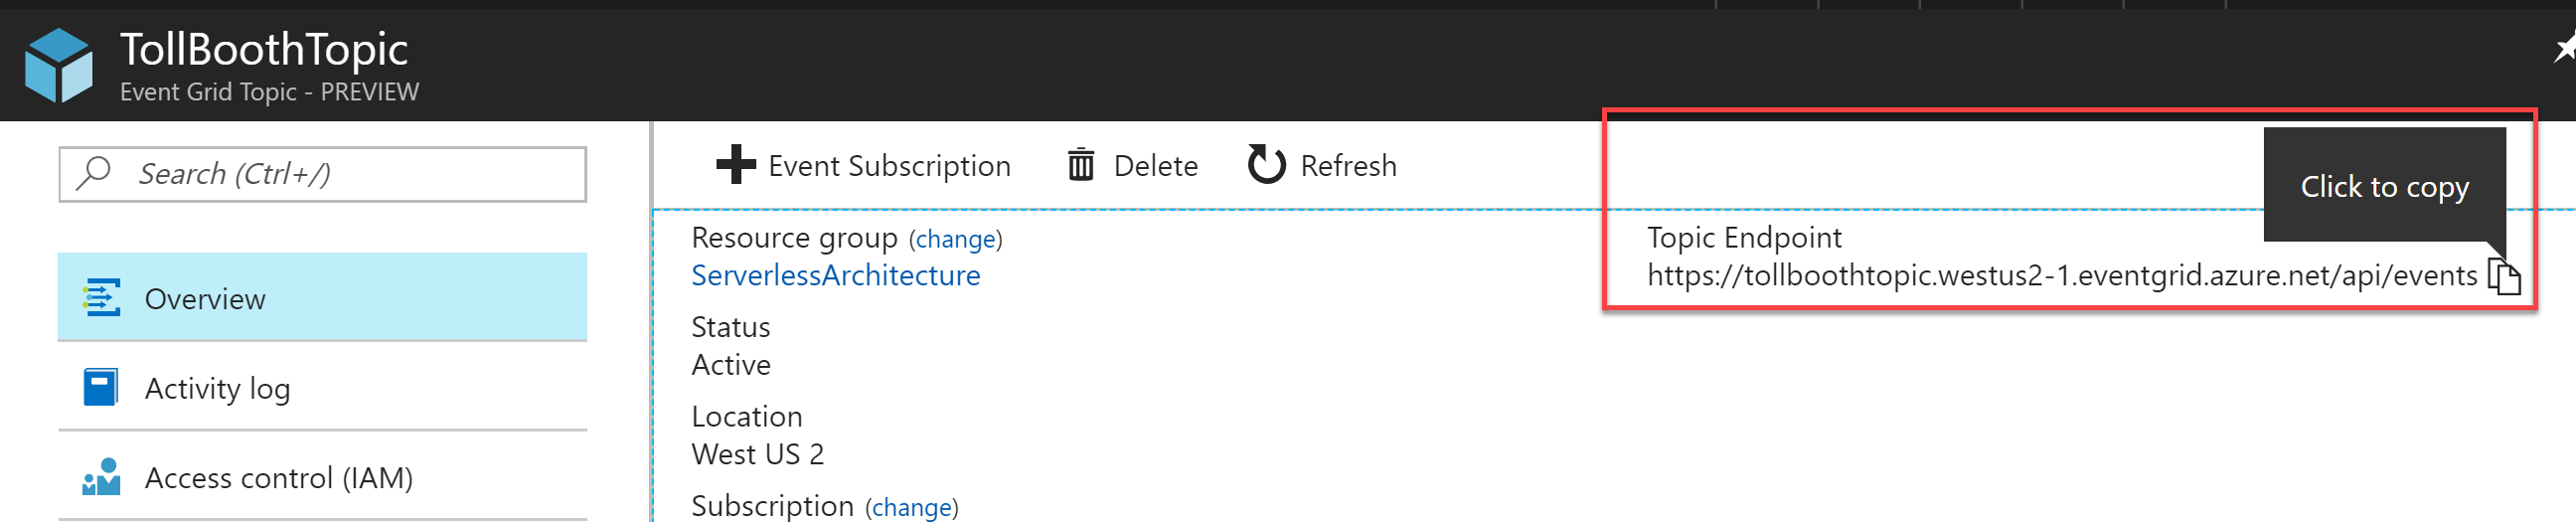 TollBoothTopic
Event Grid Topic - PREVIEW
Search (Ctrl+/)
Overview
Activity log
Access control (IAM)
Event Subscription
Delete
Refresh
Click to copy
Resource group (change)
ServerlessArchitecture
Status
Active
Location
West US 2
Subscription (change)
Topic Endpoint
https://tollboothtopic.westus2-1.eventgrid.azure.net/api/events